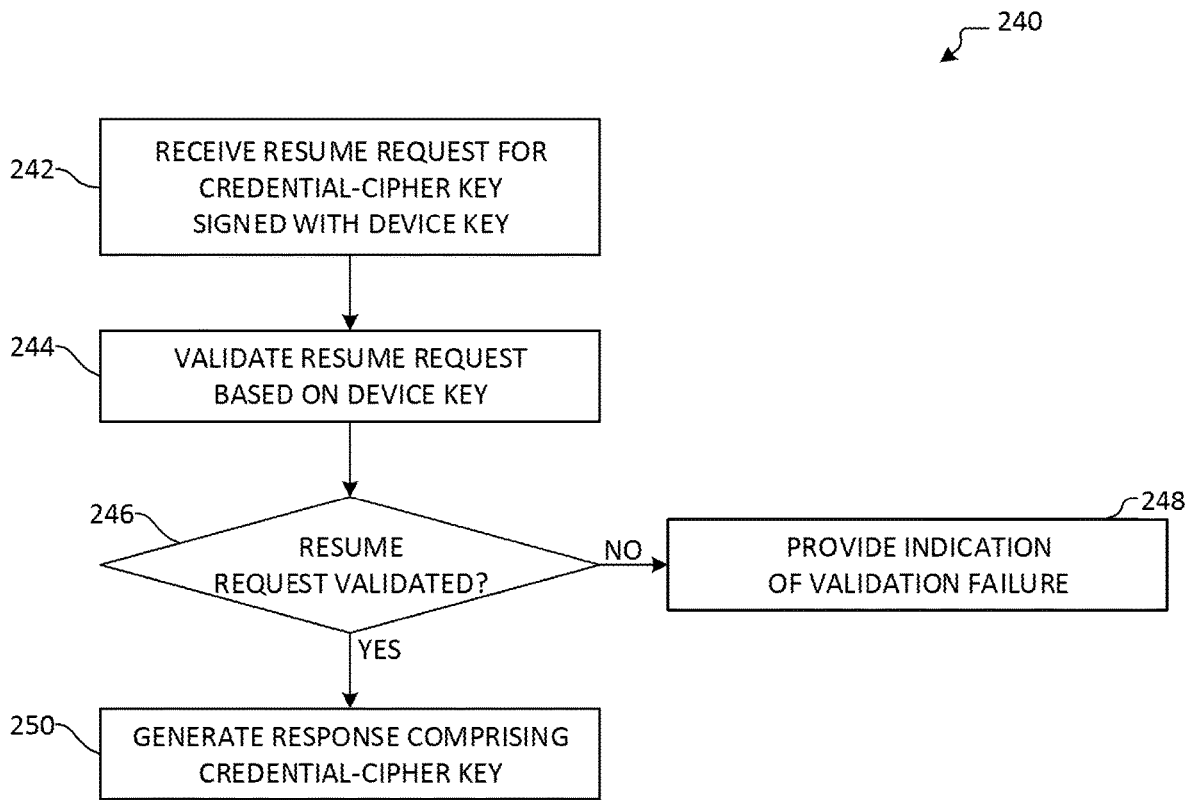 240
242
RECEIVE RESUME REQUEST FOR
CREDENTIAL-CIPHER KEY
SIGNED WITH DEVICE KEY
244
VALIDATE RESUME REQUEST
BASED ON DEVICE KEY
246
RESUME
REQUEST VALIDATED?
NO
248
PROVIDE INDICATION
OF VALIDATION FAILURE
YES
250
GENERATE RESPONSE COMPRISING
CREDENTIAL-CIPHER KEY